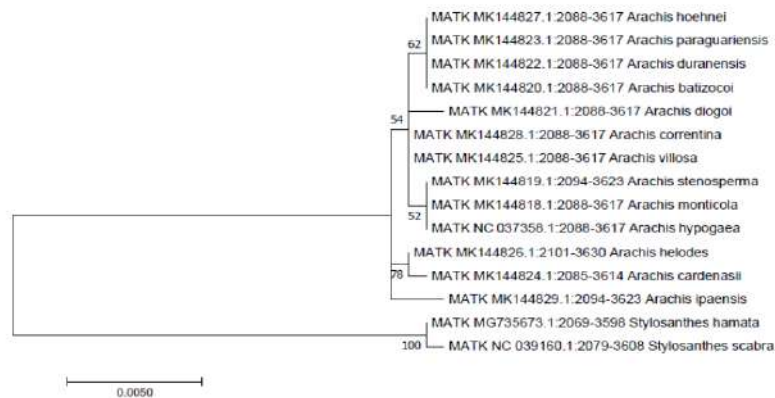 MATK MK144827.1:2088-3617 Arachis hoehnei
62
MATK MK144823.1:2088-3617 Arachis paraguariensis
MATK MK144822.1:2088-3617 Arachis duranensis
MATK MK144820.1:2088-3617 Arachis batizocoi
MATK MK144821.1:2088-3617 Arachis diogoi
54
MATK MK144828.1:2088-3617 Arachis correntina
MATK MK144825.1:2088-3617 Arachis villosa
MATK MK144819.1:2094-3623 Arachis stenosperma
MATK MK144818.1:2088-3617 Arachis monticola
52
MATK NC 037358.1:2088-3617 Arachis hypogaea
MATK MK144826.1:2101-3630 Arachis helodes
78
MATK MK144824.1:2085-3614 Arachis cardenasii
MATK MK144829.1:2094-3623 Arachis ipaensis
MATK MG735673.1:2069-3598 Stylosanthes hamata
100
MATK NC 039160.1:2079-3608 Stylosanthes scabra
0.0050